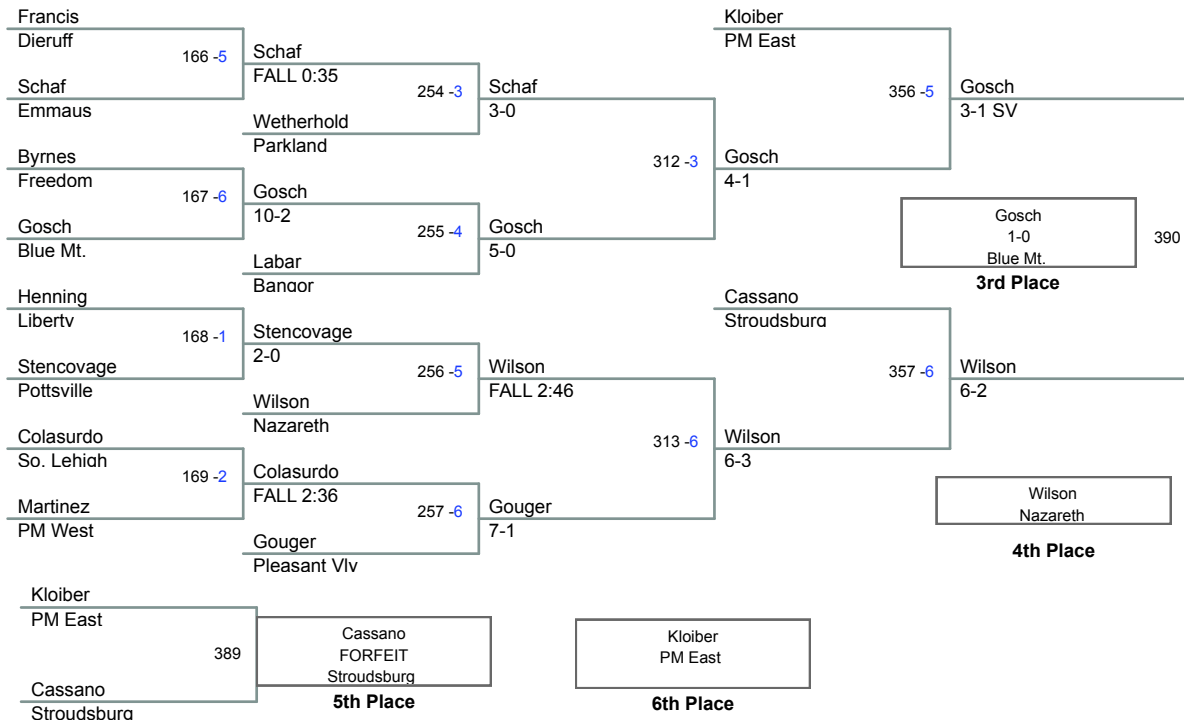 Francis
Dieruff
166 -5
Schaf
Emmaus
Schaf
FALL 0:35
254 -3
Wetherhold
Parkland
Schaf
3-0
Byrnes
Freedom
167 -6
Gosch
Blue Mt.
Gosch
10-2
255 -4
Labar
Bangor
Gosch
5-0
312 -3
Gosch
4-1
Kloiber
PM East
356 -5
Gosch
3-1 SV
Gosch
1-0
Blue Mt.
390
3rd Place
Henning
Liberty
168 -1
Stencovage
Pottsville
Stencovage
2-0
256 -5
Wilson
Nazareth
Wilson
FALL 2:46
Colasurdo
So. Lehigh
169 -2
Martinez
PM West
Colasurdo
FALL 2:36
257 -6
Gouger
Pleasant Vly
Gouger
7-1
313 -6
Wilson
6-3
Cassano
Stroudsburg
357 -6
Wilson
6-2
Wilson
Nazareth
4th Place
Kloiber
PM East
389
Cassano
Stroudsburg
Cassano
FORFEIT
Stroudsburg
5th Place
Kloiber
PM East
6th Place